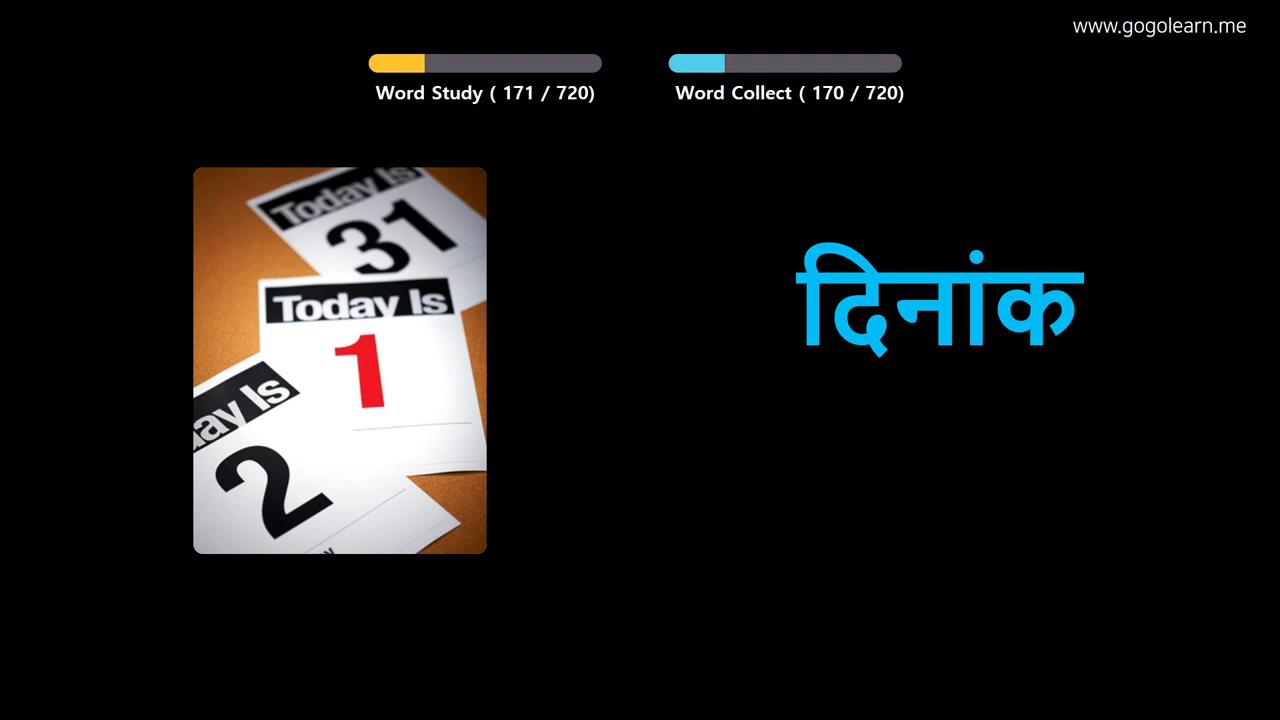 www.gogolearn.me
Word Study ( 171 / 720)
Word Collect ( 170 / 720)
Today Is
31
Today Is
1
दिनांक
Is
2